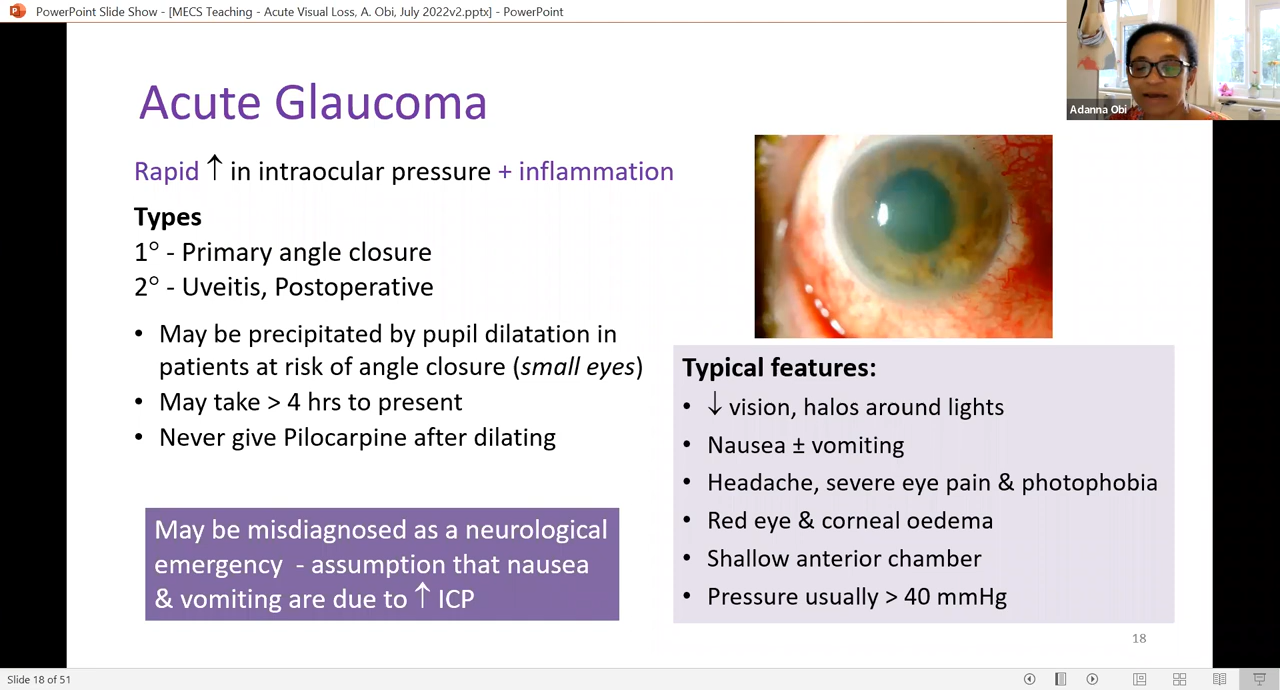 PowerPoint Slide Show - [MECS Teaching - Acute Visual Loss, A. Obi, July 2022v2.pptx] - PowerPoint
Adanna Obi
Acute Glaucoma
Rapid ↑ in intraocular pressure + inflammation
Types
1° - Primary angle closure
2° - Uveitis, Postoperative
• May be precipitated by pupil dilatation in
patients at risk of angle closure (small eyes)
• May take > 4 hrs to present
• Never give Pilocarpine after dilating
May be misdiagnosed as a neurological
emergency - assumption that nausea
& vomiting are due to ↑ ICP
Typical features:
• ↓ vision, halos around lights
• Nausea ± vomiting
• Headache, severe eye pain & photophobia
• Red eye & corneal oedema
• Shallow anterior chamber
• Pressure usually > 40 mmHg
18
Slide 18 of 51